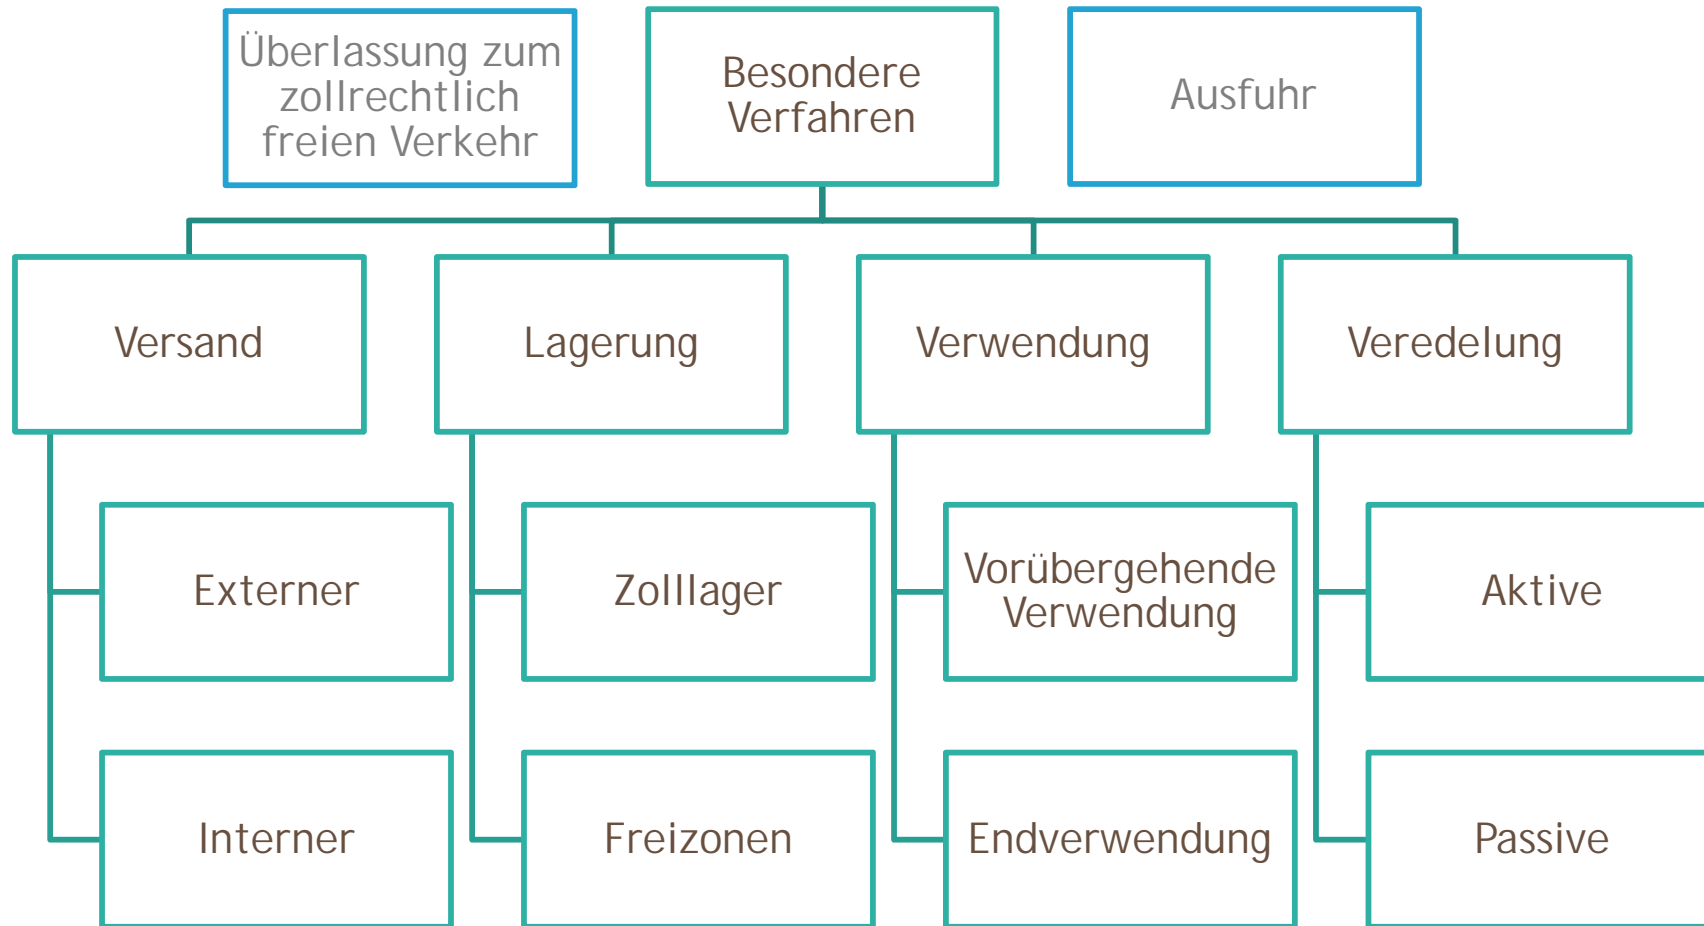 Überlassung zum
zollrechtlich
freien Verkehr
Besondere
Verfahren
Ausfuhr
Versand
Lagerung
Verwendung
Veredelung
Externer
Zolllager
Vorübergehende
Verwendung
Aktive
Interner
Freizonen
Endverwendung
Passive